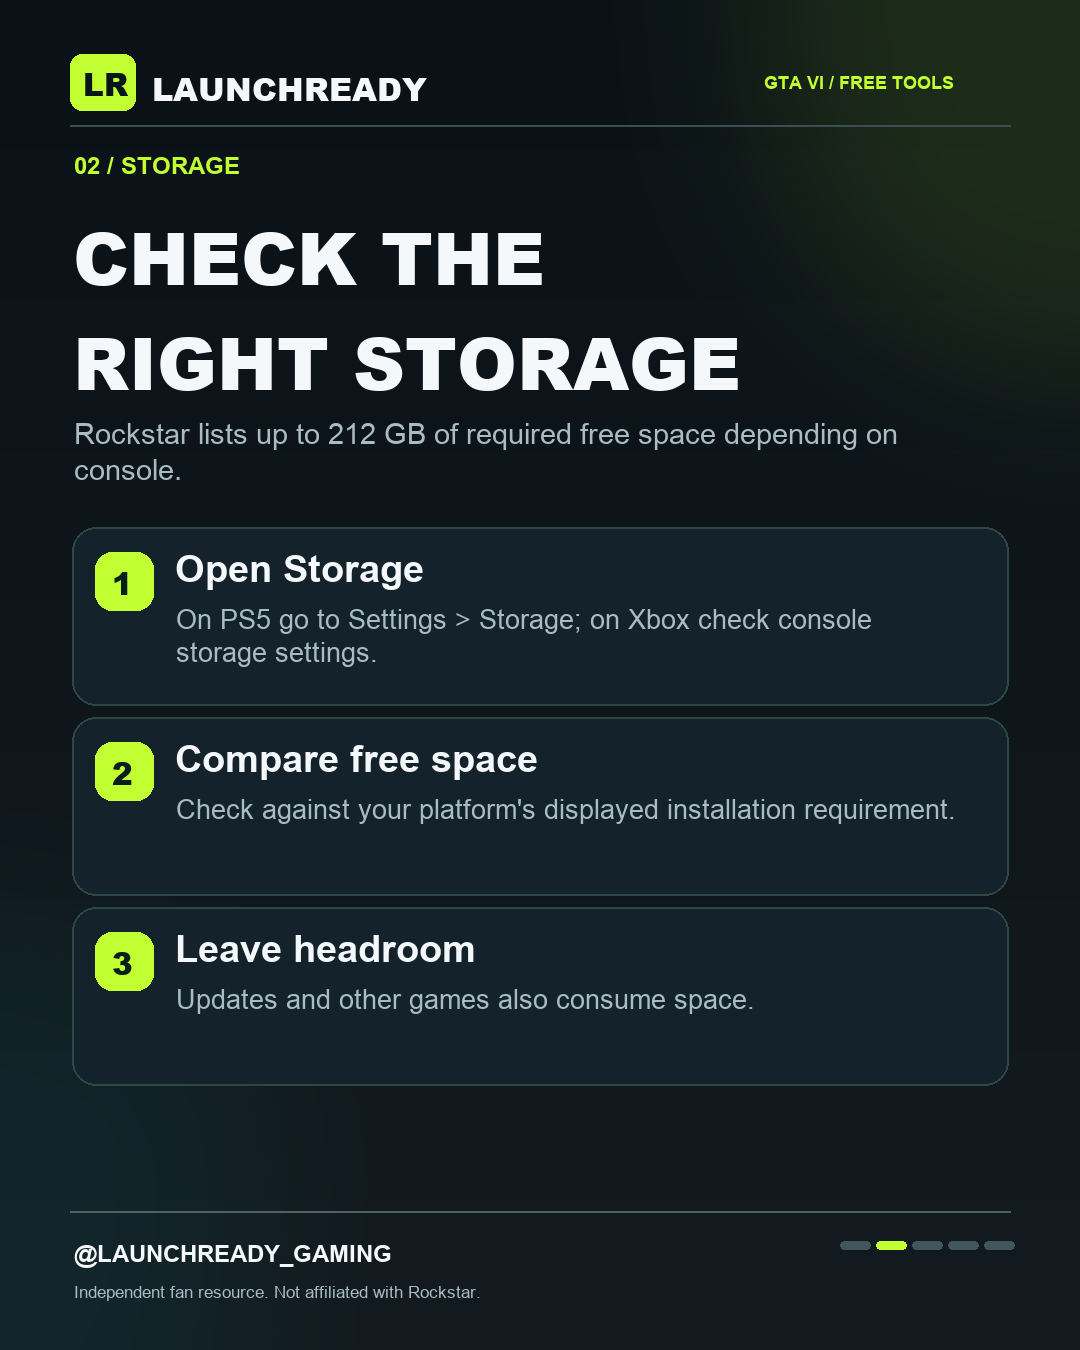 LR LAUNCHREADY
GTA VI / FREE TOOLS
02 / STORAGE
CHECK THE
RIGHT STORAGE
Rockstar lists up to 212 GB of required free space depending on
console.
1 Open Storage
On PS5 go to Settings > Storage; on Xbox check console
storage settings.
2 Compare free space
Check against your platform's displayed installation requirement.
3 Leave headroom
Updates and other games also consume space.
@LAUNCHREADY_GAMING
Independent fan resource. Not affiliated with Rockstar.